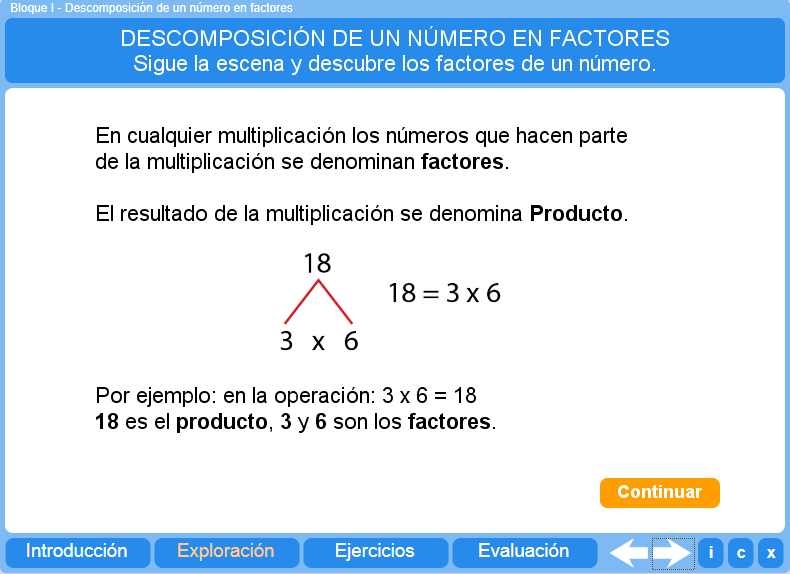 Bloque I - Descomposición de un número en factores
DESCOMPOSICIÓN DE UN NÚMERO EN FACTORES
Sigue la escena y descubre los factores de un número.
En cualquier multiplicación los números que hacen parte
de la multiplicación se denominan factores.
El resultado de la multiplicación se denomina Producto.
18
18 = 3 x 6
3 x 6
Por ejemplo: en la operación: 3 x 6 = 18
18 es el producto, 3 y 6 son los factores.
Continuar
Introducción Exploración Ejercicios Evaluación i c x